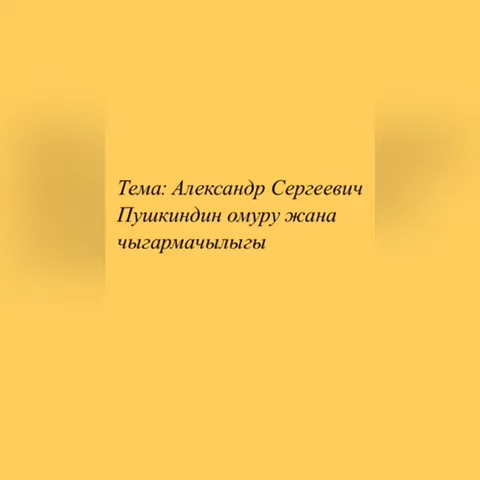 Тема: Александр Сергеевич
Пушкиндин омуру жана
чыгармачылыгы